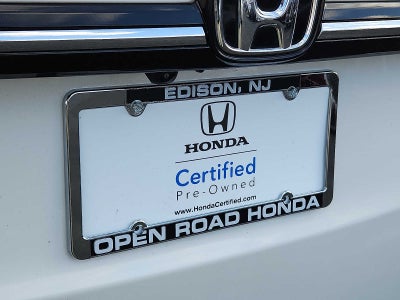 EDISON, NJ
HONDA
Certified
Pre-Owned
www.HondaCertified.com
OPEN ROAD HONDA